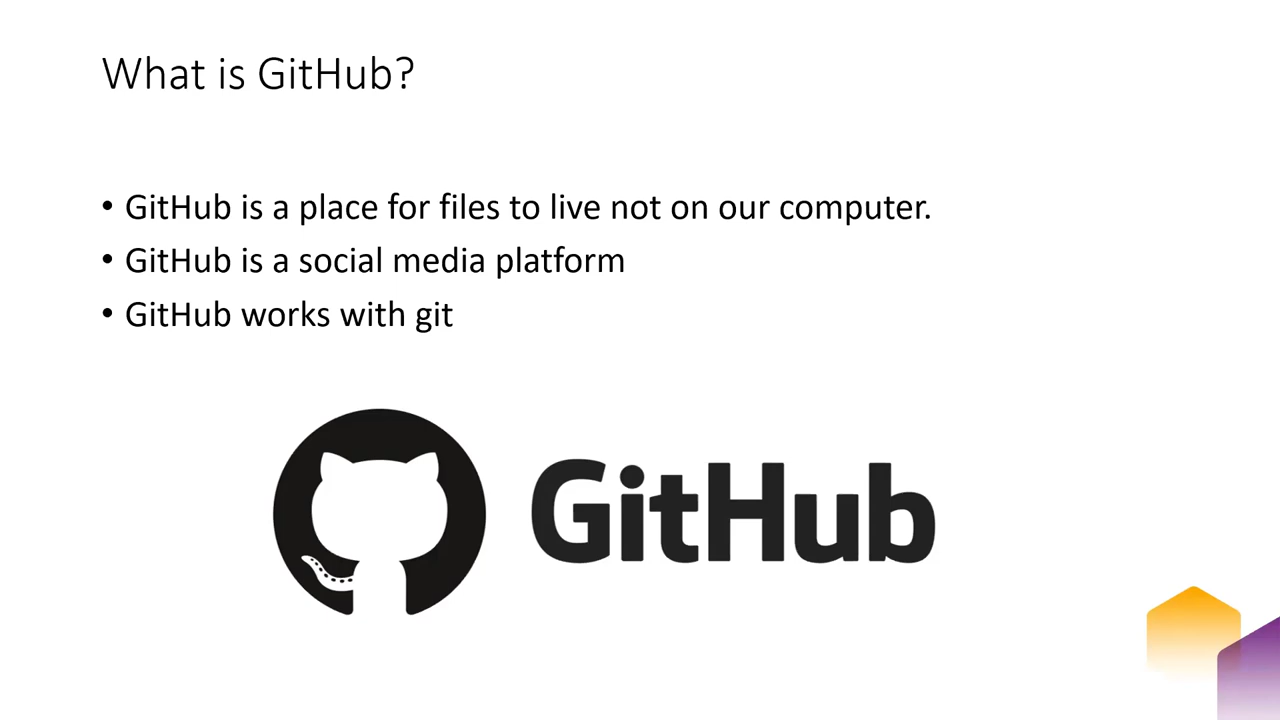 What is GitHub?
• GitHub is a place for files to live not on our computer.
• GitHub is a social media platform
• GitHub works with git
GitHub